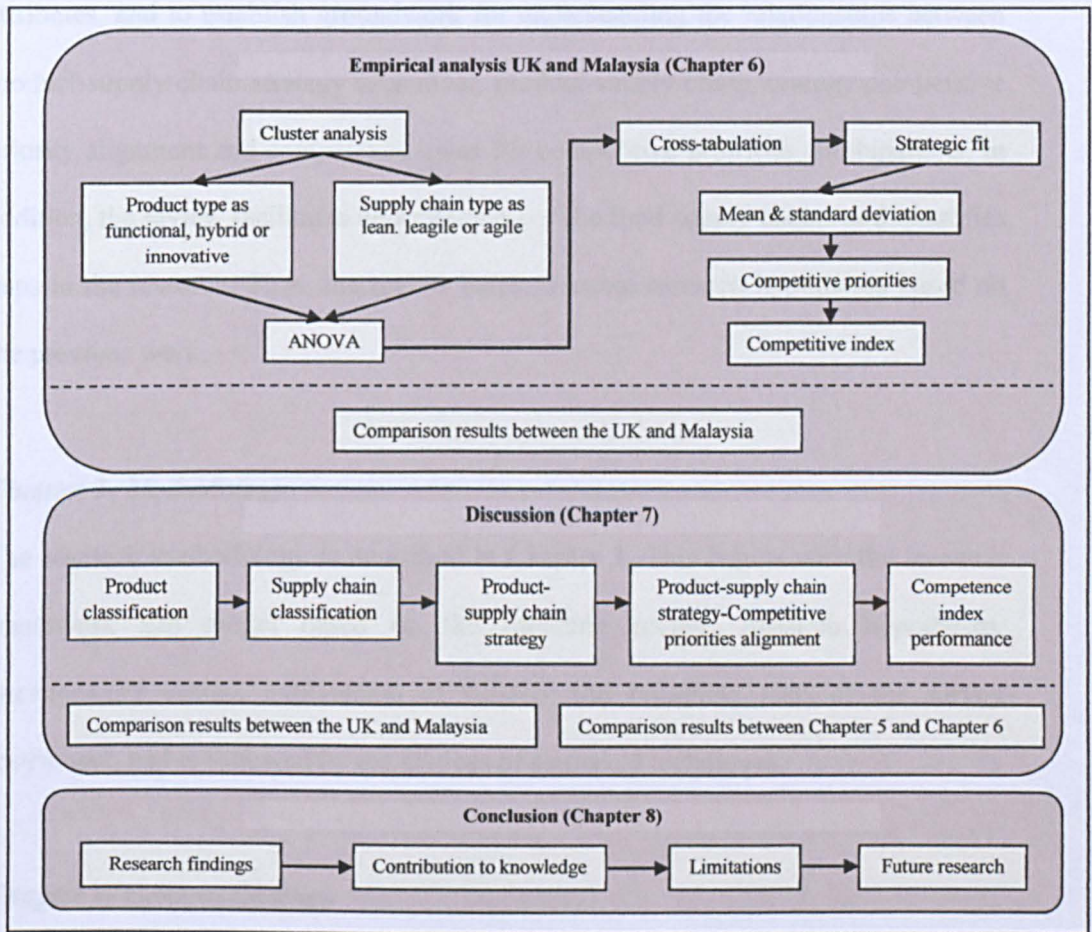 Empirical analysis UK and Malaysia (Chapter 6)
Cluster analysis
Product type as
functional, hybrid or
innovative
Supply chain type as
lean, leagile or agile
ANOVA
Cross-tabulation
Strategic fit
Mean & standard deviation
Competitive priorities
Competitive index
Comparison results between the UK and Malaysia
Discussion (Chapter 7)
Product
classification
Supply chain
classification
Product-
supply chain
strategy
Product-supply chain
strategy-Competitive
priorities alignment
Competence
index
performance
Comparison results between the UK and Malaysia
Comparison results between Chapter 5 and Chapter 6
Conclusion (Chapter 8)
Research findings
Contribution to knowledge
Limitations
Future research